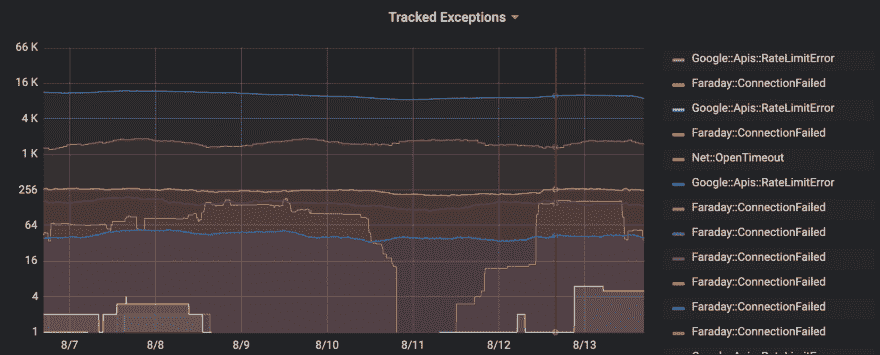 Tracked Exceptions
66 K
16 K
4 K
1 K
256
64
16
4
1
8/7 8/8 8/9 8/10 8/11 8/12 8/13
Google::Apis::RateLimitError
Faraday::ConnectionFailed
Google::Apis::RateLimitError
Faraday::ConnectionFailed
Net::OpenTimeout
Google::Apis::RateLimitError
Faraday::ConnectionFailed
Faraday::ConnectionFailed
Faraday::ConnectionFailed
Faraday::ConnectionFailed
Faraday::ConnectionFailed
Faraday::ConnectionFailed